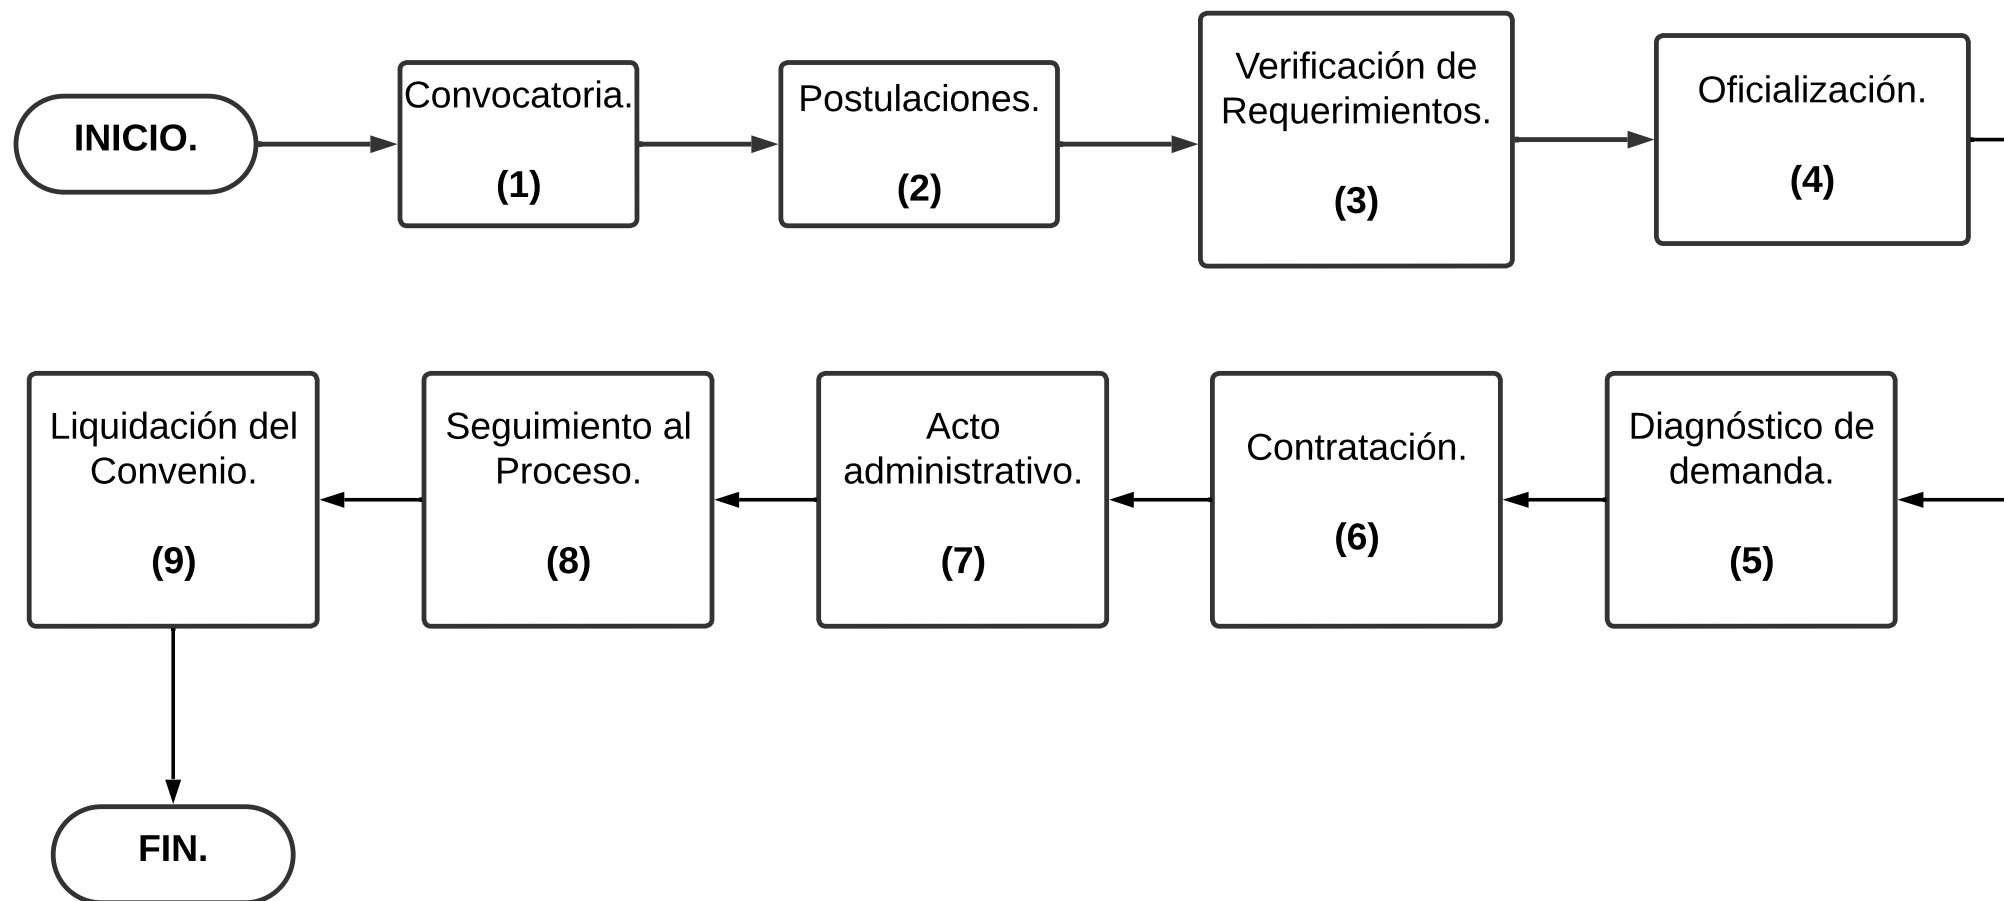 INICIO.
Convocatoria.
(1)
Postulaciones.
(2)
Verificación de
Requerimientos.
(3)
Oficialización.
(4)
Diagnóstico de
demanda.
(5)
Contratación.
(6)
Acto
administrativo.
(7)
Seguimiento al
Proceso.
(8)
Liquidación del
Convenio.
(9)
FIN.